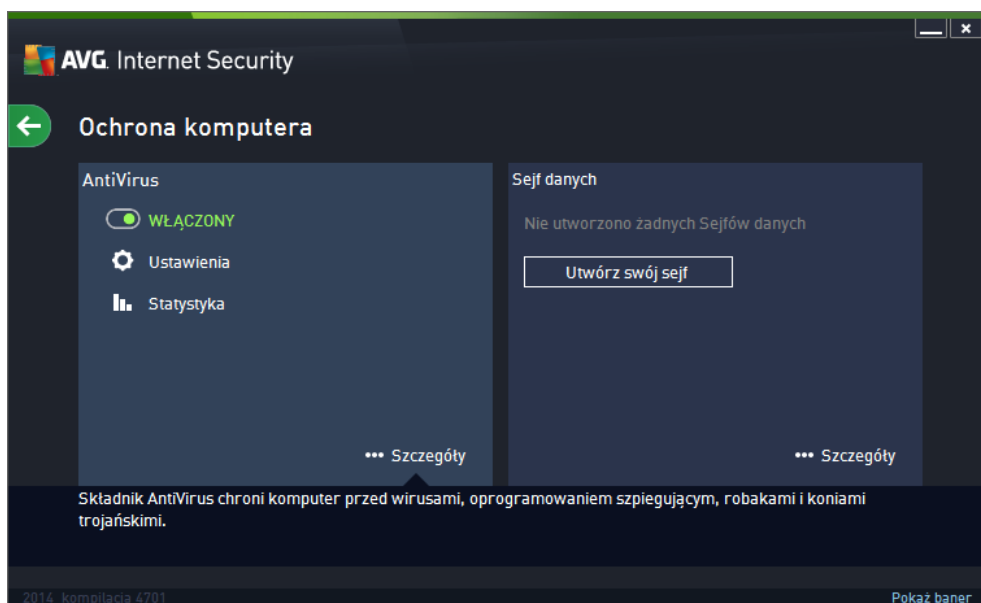 AVG. Internet Security
Ochrona komputera
AntiVirus
WŁĄCZONY
Ustawienia
Statystyka
••• Szczegóły
Sejf danych
Nie utworzono żadnych Sejfów danych
Utwórz swój sejf
••• Szczegóły
Składnik AntiVirus chroni komputer przed wirusami, oprogramowaniem szpiegującym, robakami i koniami
trojańskimi.
2014 kompilacja 4701
Pokaż baner